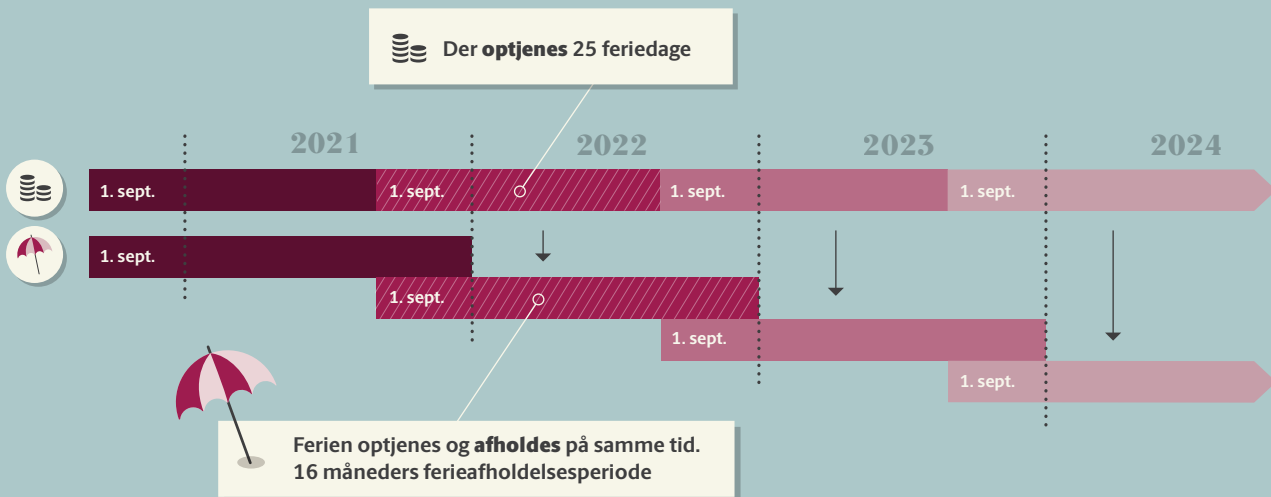 Der optjenes 25 feriedage
2021
2022
2023
2024
1. sept.
1. sept.
1. sept.
1. sept.
1. sept.
1. sept.
1. sept.
1. sept.
Ferien optjenes og afholdes på samme tid.
16 måneders ferieafholdelsesperiode